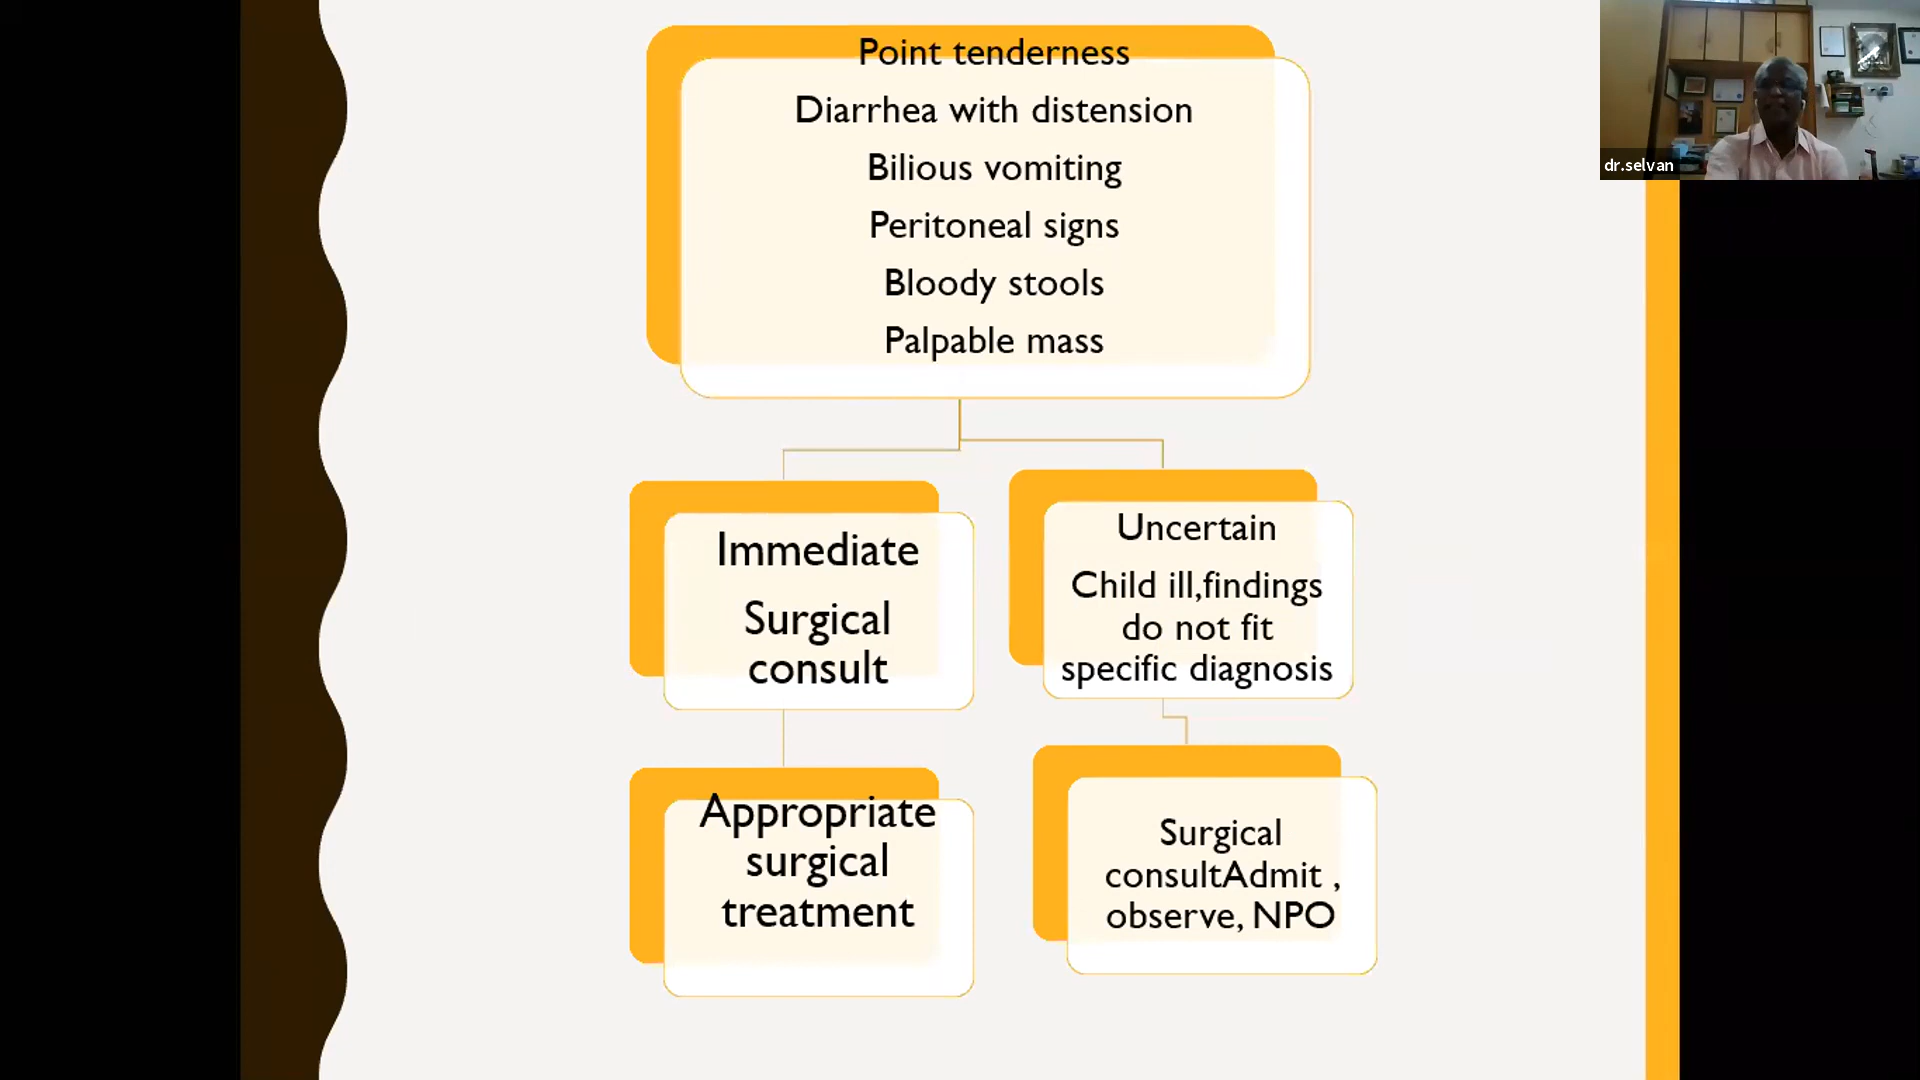 Point tenderness
Diarrhea with distension
Bilious vomiting
Peritoneal signs
Bloody stools
Palpable mass
Immediate
Surgical
consult
Uncertain
Child ill,findings
do not fit
specific diagnosis
Appropriate
surgical
treatment
Surgical
consultAdmit ,
observe, NPO
dr.selvan